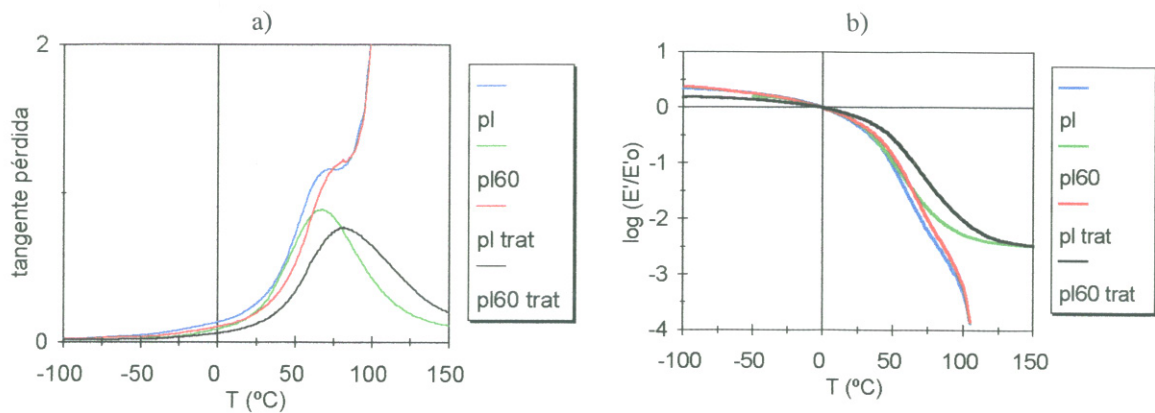 a)
2
tangente pérdida
0
-100
-50
0
50
100
150
T (ºC)
pl
pl60
pl trat
pl60 trat
b)
1
0
-1
-2
-3
-4
log (E'/E'o)
-100
-50
0
50
100
150
T (ºC)
pl
pl60
pl trat
pl60 trat